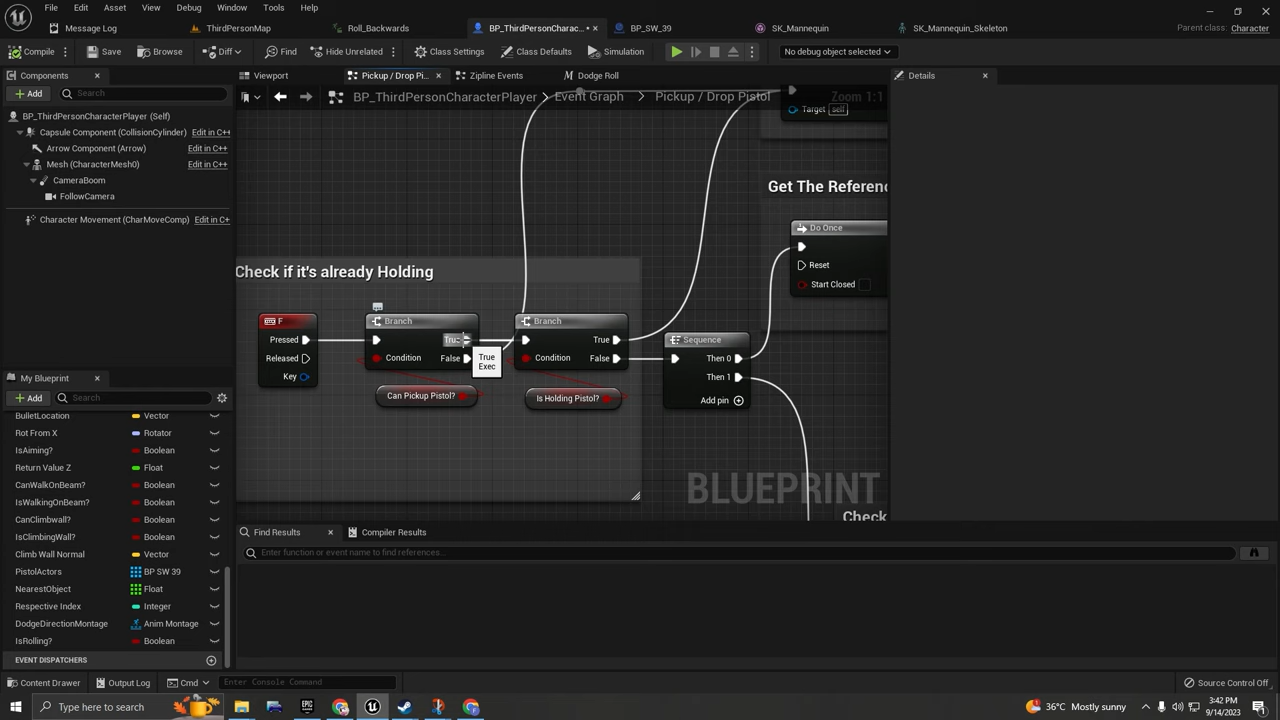 File Edit Asset View Debug Window Tools Help
Parent class: Character
Message Log ThirdPersonMap Roll_Backwards BP_ThirdPersonCharac... BP_SW_39 SK_Mannequin SK_Mannequin_Skeleton
Compile Save Browse Diff Find Hide Unrelated Class Settings Class Defaults Simulation No debug object selected
Components
Viewport Pickup / Drop Pi... Zipline Events Dodge Roll Details
Add Search
BP_ThirdPersonCharacterPlayer Event Graph Pickup / Drop Pistol Zoom 1:1
BP_ThirdPersonCharacterPlayer (Self)
Capsule Component (CollisionCylinder) Edit in C++
Arrow Component (Arrow) Edit in C++
Mesh (CharacterMesh0) Edit in C++
CameraBoom
FollowCamera
Character Movement (CharMoveComp) Edit in C+
Target self
Get The Referenc
Do Once
Reset
Start Closed
Check if it's already Holding
F
Pressed
Released
Key
Branch
True
Condition False
True
Exec
Can Pickup Pistol?
Branch
True
Condition False
Is Holding Pistol?
Sequence
Then 0
Then 1
Add pin
BLUEPRINT
Check
My Blueprint
Add Search
BulletLocation Vector
Rot From X Rotator
IsAiming? Boolean
Return Value Z Float
CanWalkOnBeam? Boolean
IsWalkingOnBeam? Boolean
CanClimbwall? Boolean
IsClimbingWall? Boolean
Climb Wall Normal Vector
PistolActors BP SW 39
NearestObject Float
Respective Index Integer
DodgeDirectionMontage Anim Montage
IsRolling? Boolean
EVENT DISPATCHERS
Find Results Compiler Results
Enter function or event name to find references...
Content Drawer Output Log Cmd Enter Console Command Source Control Off
Type here to search
36°C Mostly sunny
3:42 PM
9/14/2023